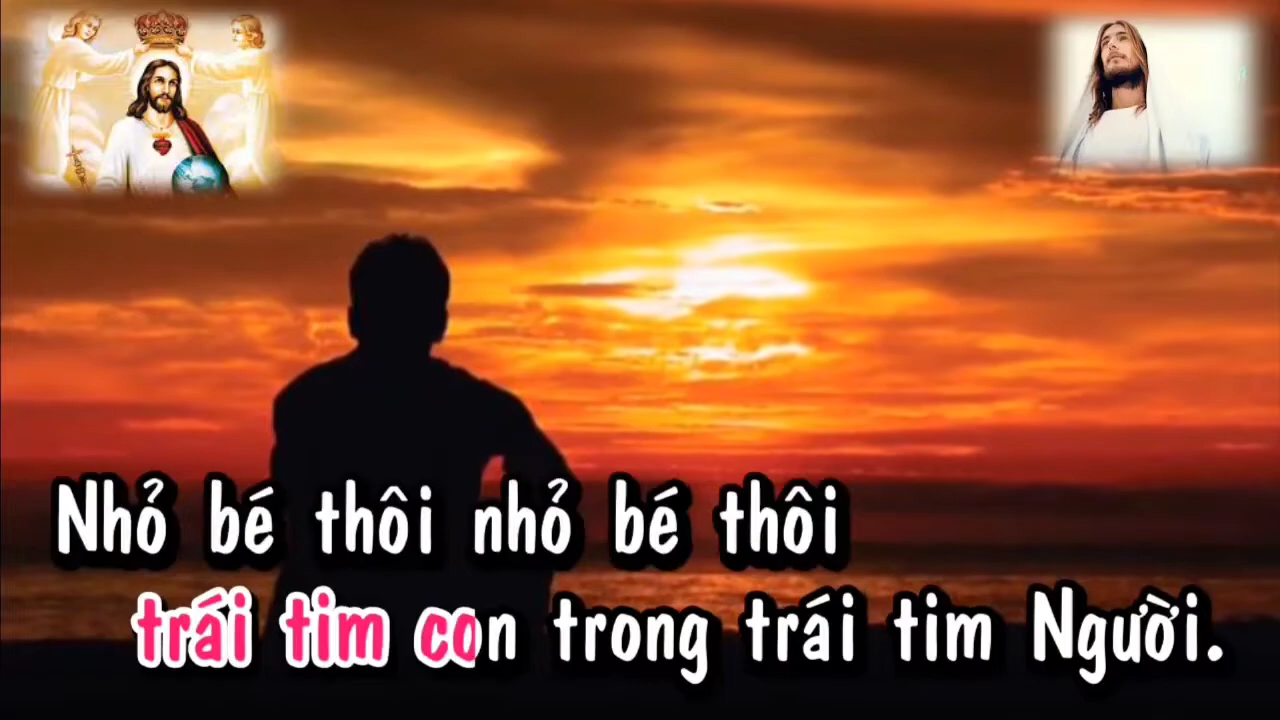 Nhỏ bé thôi nhỏ bé thôi
trái tim con trong trái tim Người.